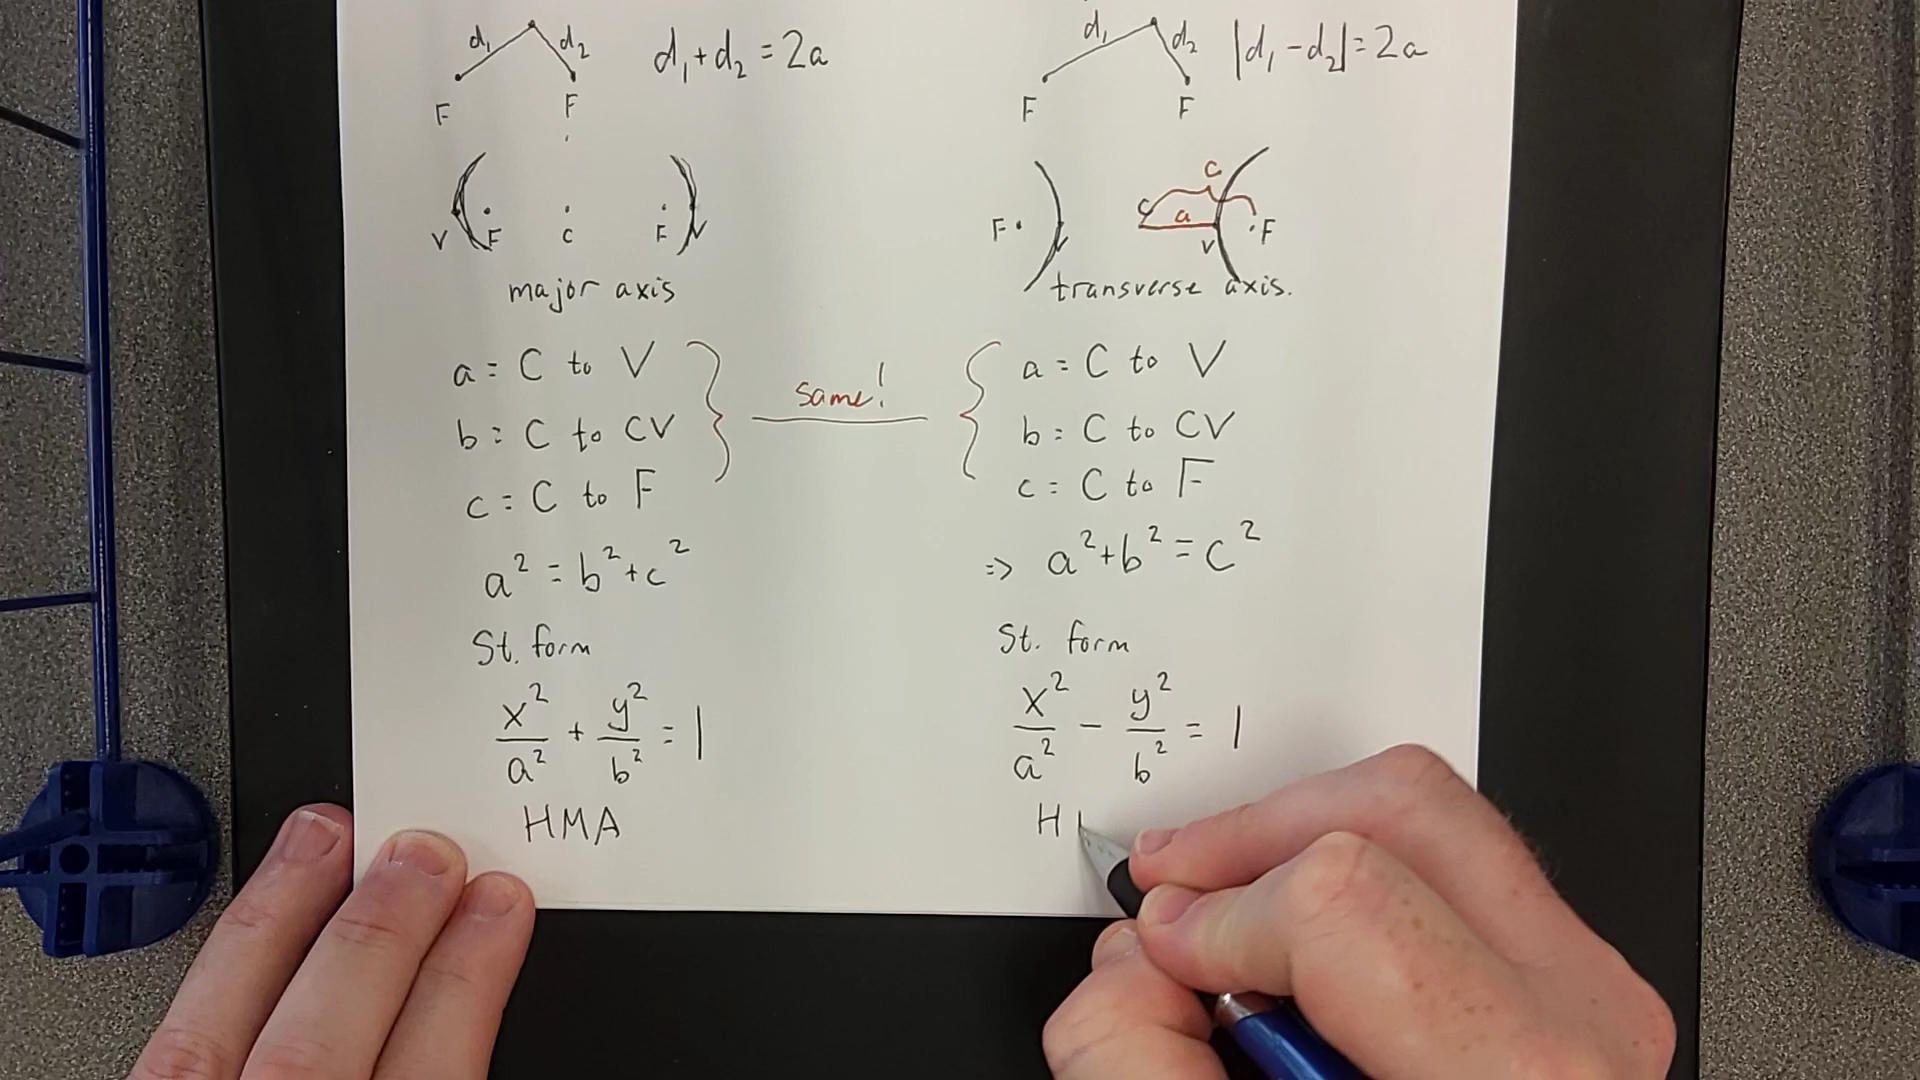 d₁ d₂ d₁+d₂ = 2a
F F
V F C F V
major axis
a = C to V
b = C to CV
c = C to F
a² = b²+c²
St. form
x²/a² + y²/b² = 1
HMA
same!
d₁ d₂ |d₁-d₂| = 2a
F F
c
F V C a V F
transverse axis.
a = C to V
b = C to CV
c = C to F
=> a²+b² = c²
St. form
x²/a² - y²/b² = 1
H